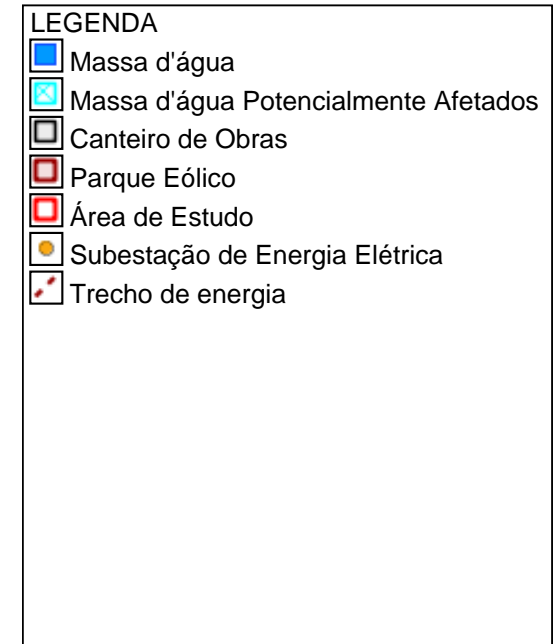 LEGENDA
Massa d'água
Massa d'água Potencialmente Afetados
Canteiro de Obras
Parque Eólico
Área de Estudo
Subestação de Energia Elétrica
Trecho de energia